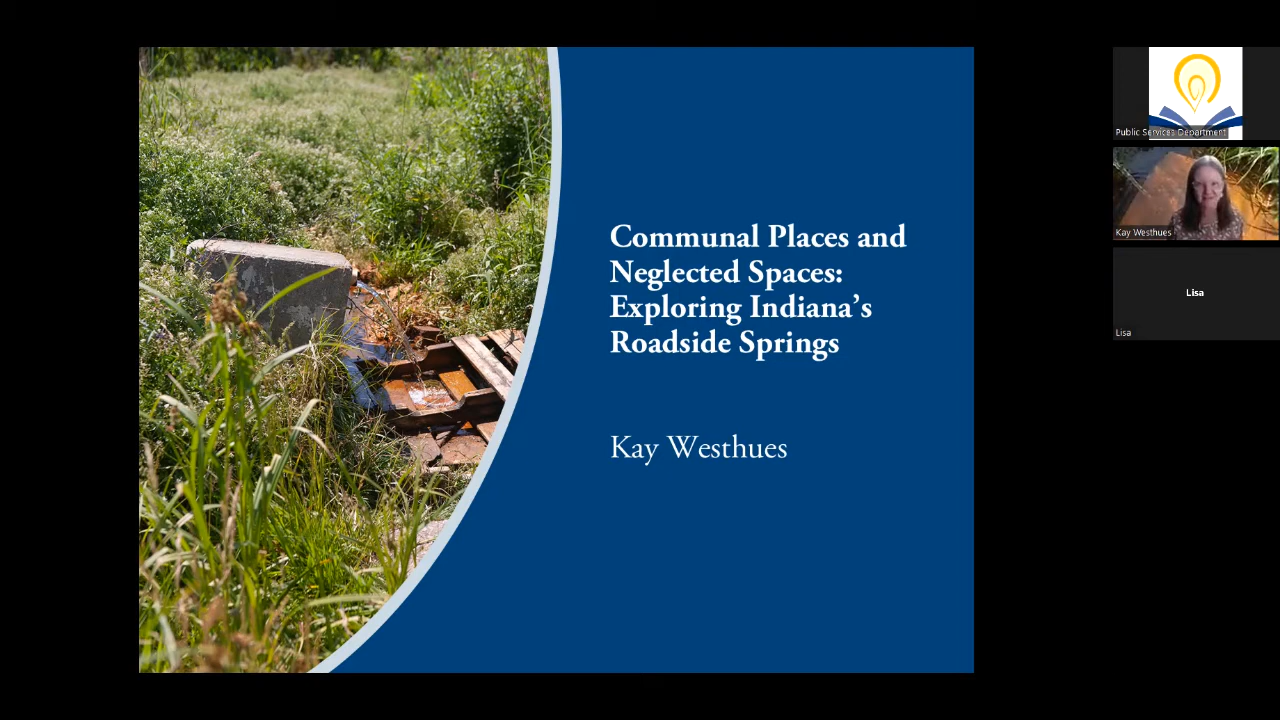 Communal Places and
Neglected Spaces:
Exploring Indiana’s
Roadside Springs
Kay Westhues
Public Services Department
Kay Westhues
Lisa
Lisa